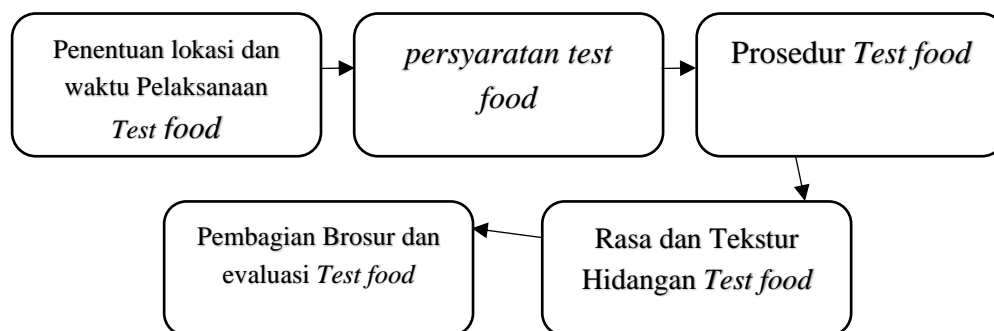 Penentuan lokasi dan
waktu Pelaksanaan
Test food
persyaratan test
food
Prosedur Test food
Rasa dan Tekstur
Hidangan Test food
Pembagian Brosur dan
evaluasi Test food